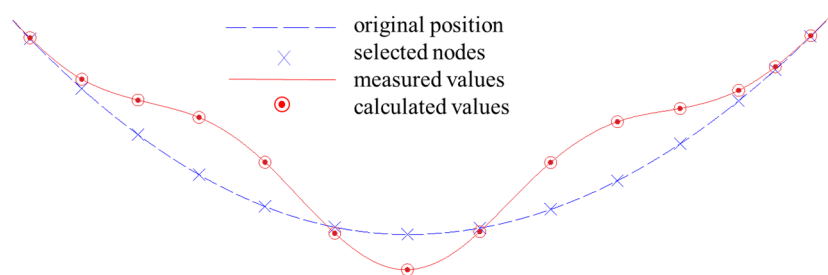 original position
selected nodes
measured values
calculated values